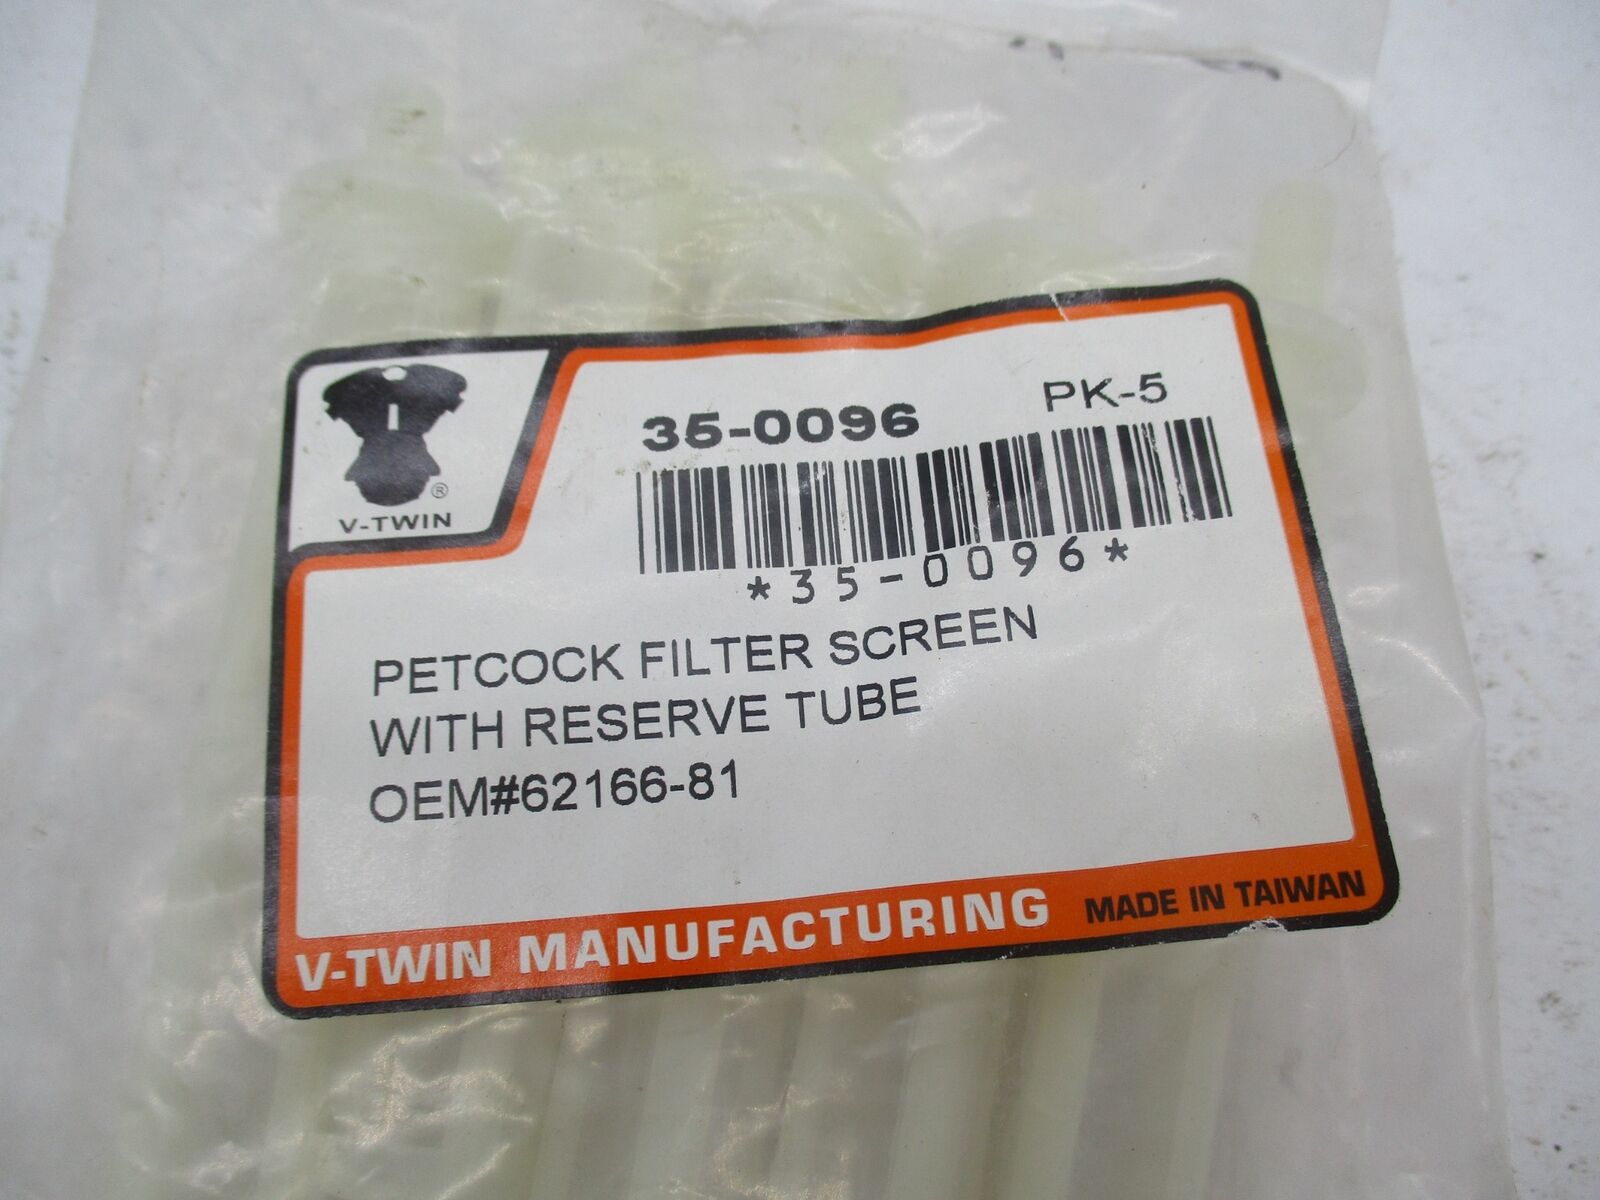 35-0096 PK-5
*35-0096*
® 
V-TWIN
PETCOCK FILTER SCREEN
WITH RESERVE TUBE
OEM#62166-81
V-TWIN MANUFACTURING MADE IN TAIWAN